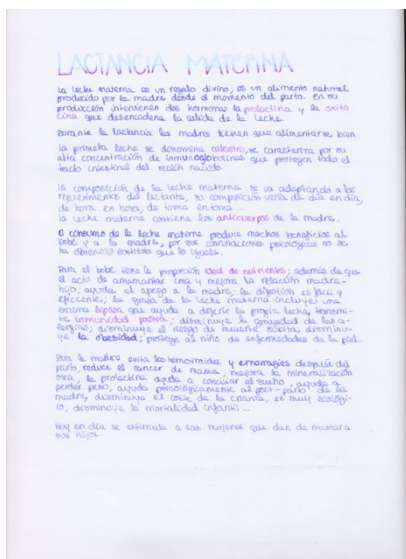 LACTANCIA MATERNA
La leche materna es un regalo divino, es un alimento natural
producido por la madre desde el momento del parto. En su
producción intervienen dos hormonas la prolactina y la oxito
cina que desencadena la salida de la leche.
Durante la lactancia las madres tienen que alimentarse bien.
La primera leche se denomina calostro, se caracteriza por su
alta concentración de inmunoglobulinas que protegen todo el
tracto intestinal del recién nacido.
La composición de la leche materna se va adaptando a los
requerimientos del lactante, su composición varía de día en día,
de hora en hora, de toma en toma...
La leche materna contiene los anticuerpos de la madre.
El consumo de la leche materna produce muchos beneficios al
bebé y a la madre, por sus connotaciones psicológicas no se
ha obtenido sustituto que la iguale.
Para el bebé tiene la proporción ideal de nutrientes; además de que
el acto de amamantar crea y mejora la relación madre-
hijo; ayuda al apego a la madre, la digestión es fácil y
eficiente; la grasa de la leche materna incluye una
enzima lipasa que ayuda a digerir la propia leche; transmi-
te inmunidad pasiva; disminuye la gravedad de las a-
lergias; disminuye el riesgo de muerte súbita; disminu-
ye la obesidad; protege al niño de enfermedades de la piel...
Para la madre evita las hemorroides y emorragies después del
parto, reduce el cáncer de mama, mejora la mineralización
ósea, la prolactina ayuda a conciliar el sueño, ayuda a
perder peso, ayuda psicológicamente al post-parto de la
madre, disminuye el coste de la crianza, es muy ecológi-
co, disminuye la mortalidad infantil...
Hoy en día se estimula a las mujeres que den de mamar a
sus hijos.